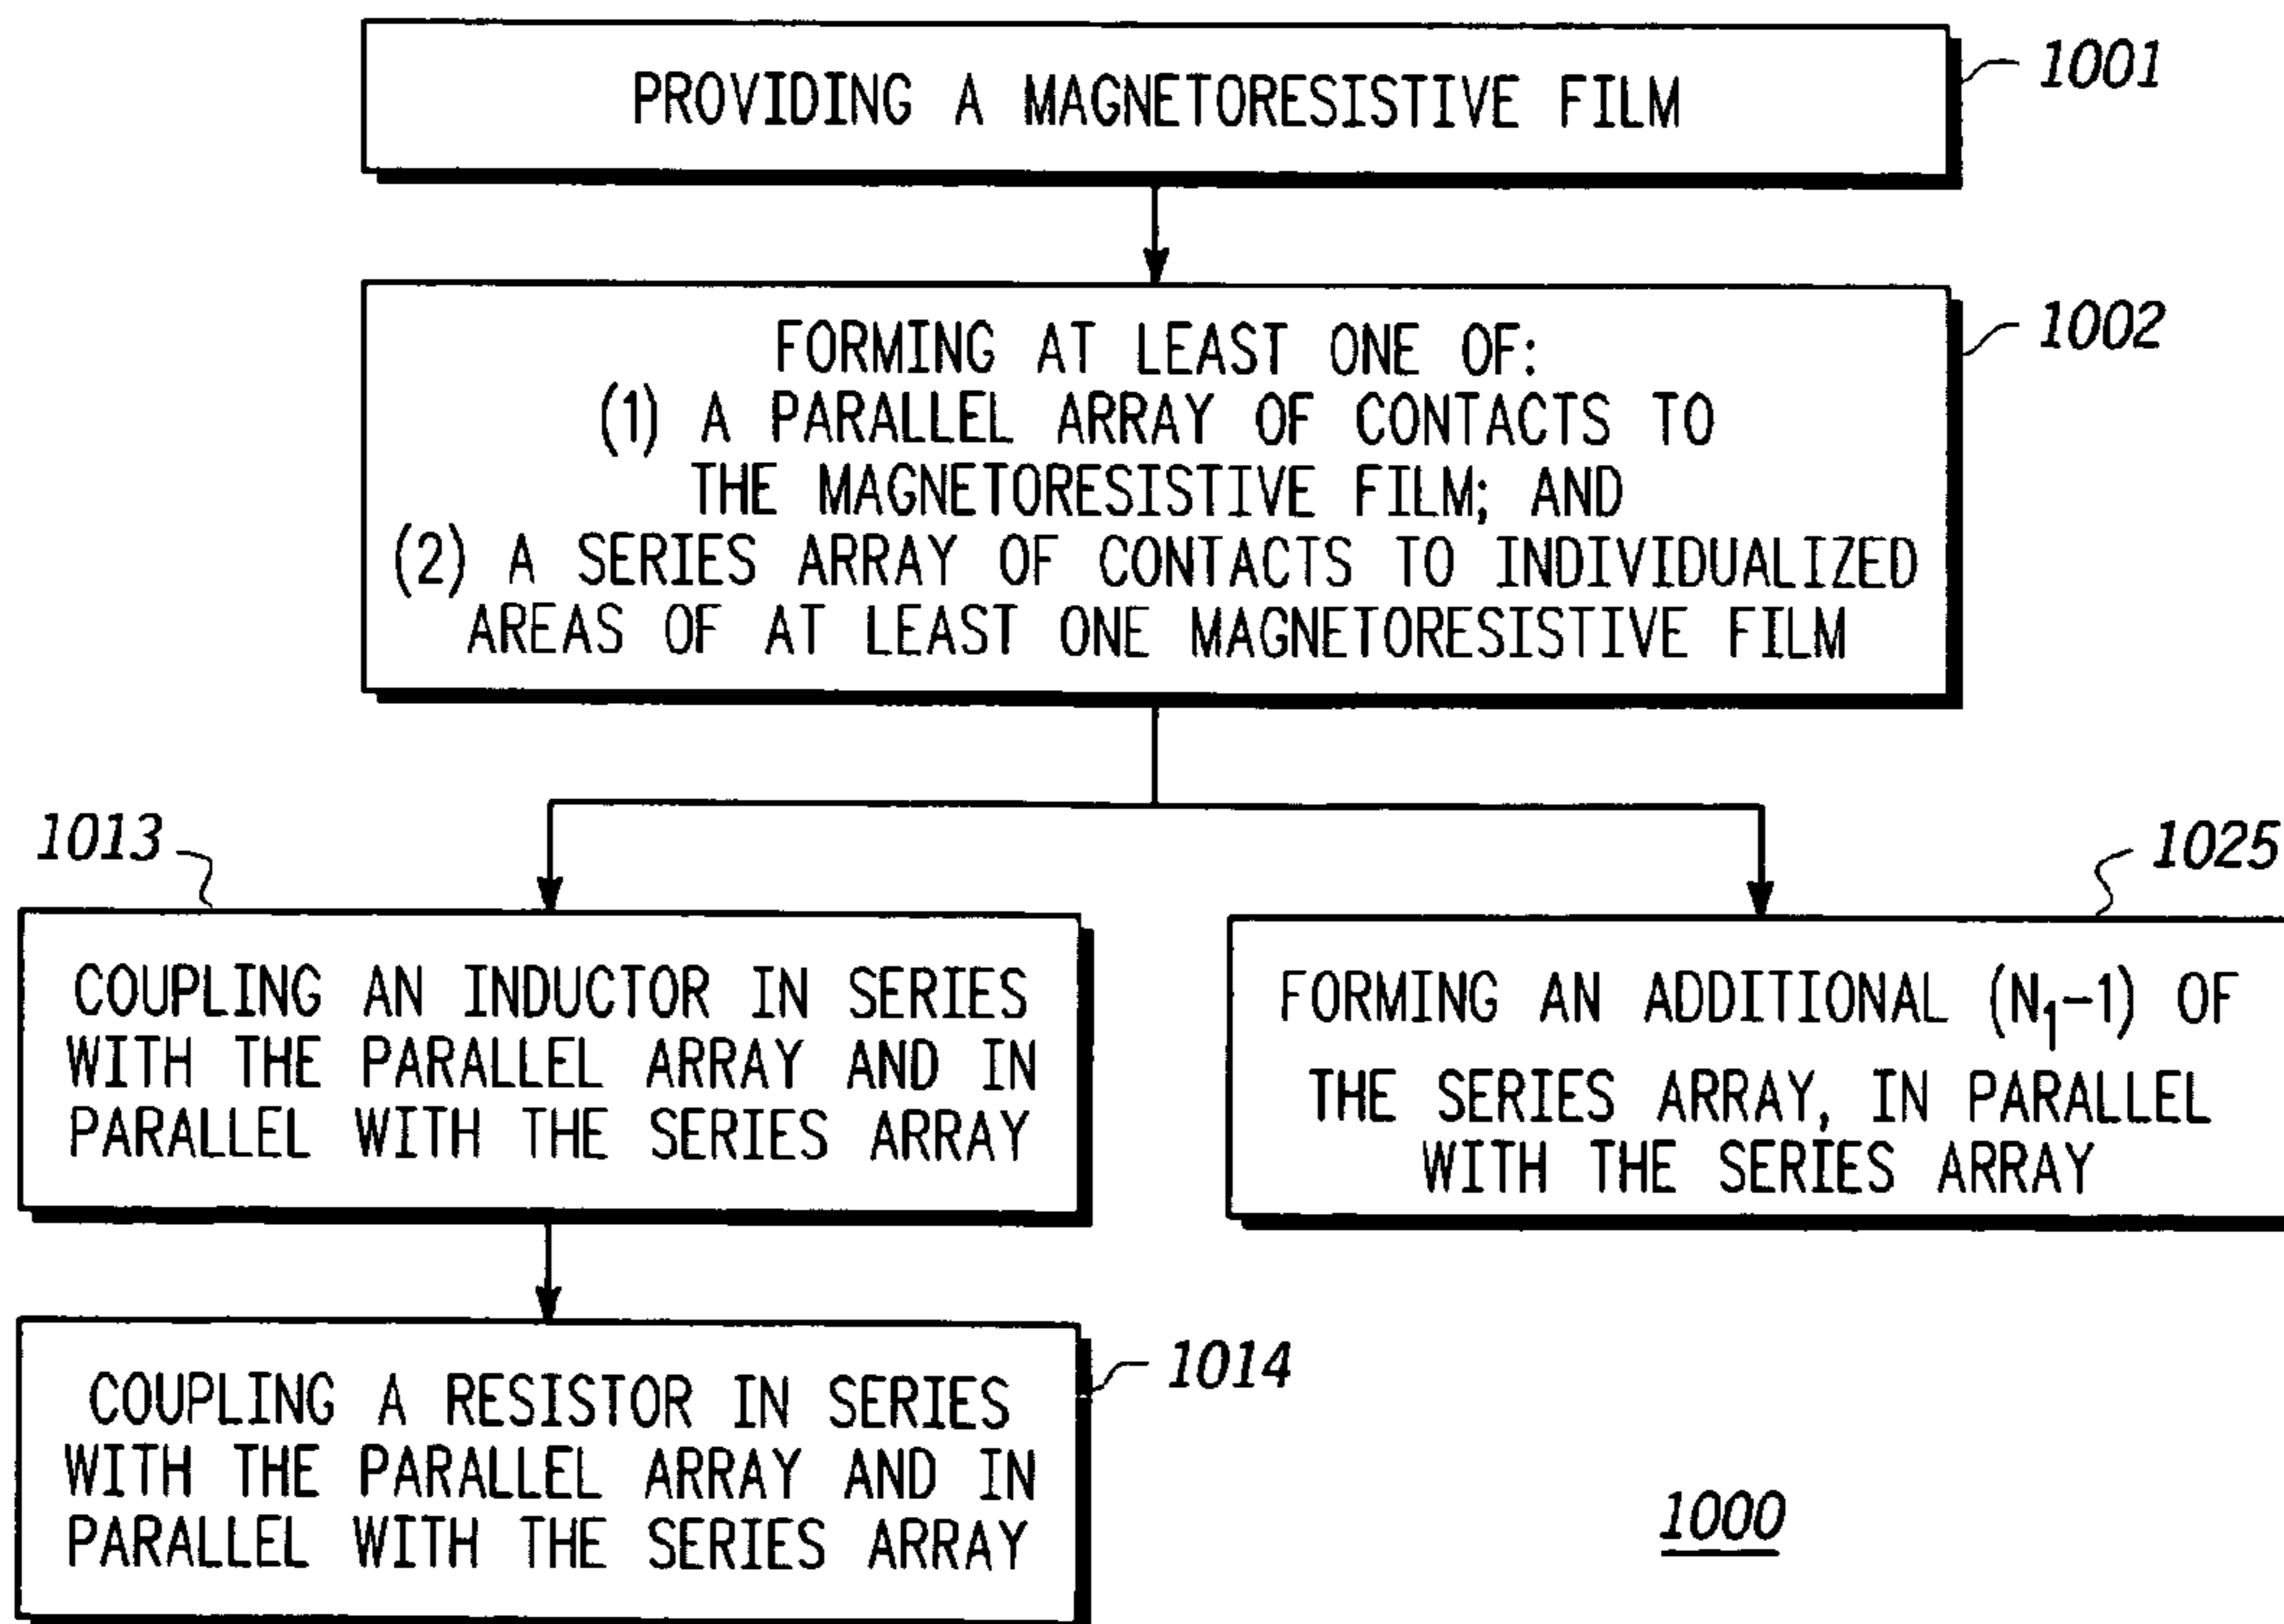 PROVIDING A MAGNETORESISTIVE FILM
1001
FORMING AT LEAST ONE OF:
(1) A PARALLEL ARRAY OF CONTACTS TO
THE MAGNETORESISTIVE FILM; AND
(2) A SERIES ARRAY OF CONTACTS TO INDIVIDUALIZED
AREAS OF AT LEAST ONE MAGNETORESISTIVE FILM
1002
1013
COUPLING AN INDUCTOR IN SERIES
WITH THE PARALLEL ARRAY AND IN
PARALLEL WITH THE SERIES ARRAY
1025
FORMING AN ADDITIONAL (N₁-1) OF
THE SERIES ARRAY, IN PARALLEL
WITH THE SERIES ARRAY
COUPLING A RESISTOR IN SERIES
WITH THE PARALLEL ARRAY AND IN
PARALLEL WITH THE SERIES ARRAY
1014
1000